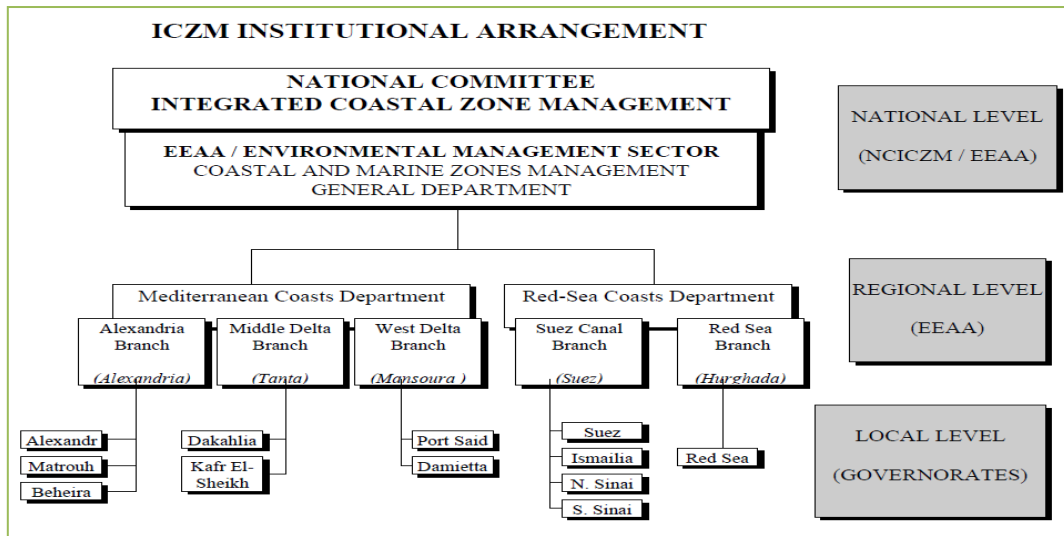 ICZM INSTITUTIONAL ARRANGEMENT
NATIONAL COMMITTEE
INTEGRATED COASTAL ZONE MANAGEMENT
EEAA / ENVIRONMENTAL MANAGEMENT SECTOR
COASTAL AND MARINE ZONES MANAGEMENT
GENERAL DEPARTMENT
NATIONAL LEVEL
(NCICZM / EEAA)
Mediterranean Coasts Department
Red-Sea Coasts Department
Alexandria
Branch
(Alexandria)
Middle Delta
Branch
(Tanta)
West Delta
Branch
(Mansoura )
Suez Canal
Branch
(Suez)
Red Sea
Branch
(Hurghada)
REGIONAL LEVEL
(EEAA)
Alexandr
Matrouh
Beheira
Dakahlia
Kafr El-
Sheikh
Port Said
Damietta
Suez
Ismailia
N. Sinai
S. Sinai
Red Sea
LOCAL LEVEL
(GOVERNORATES)